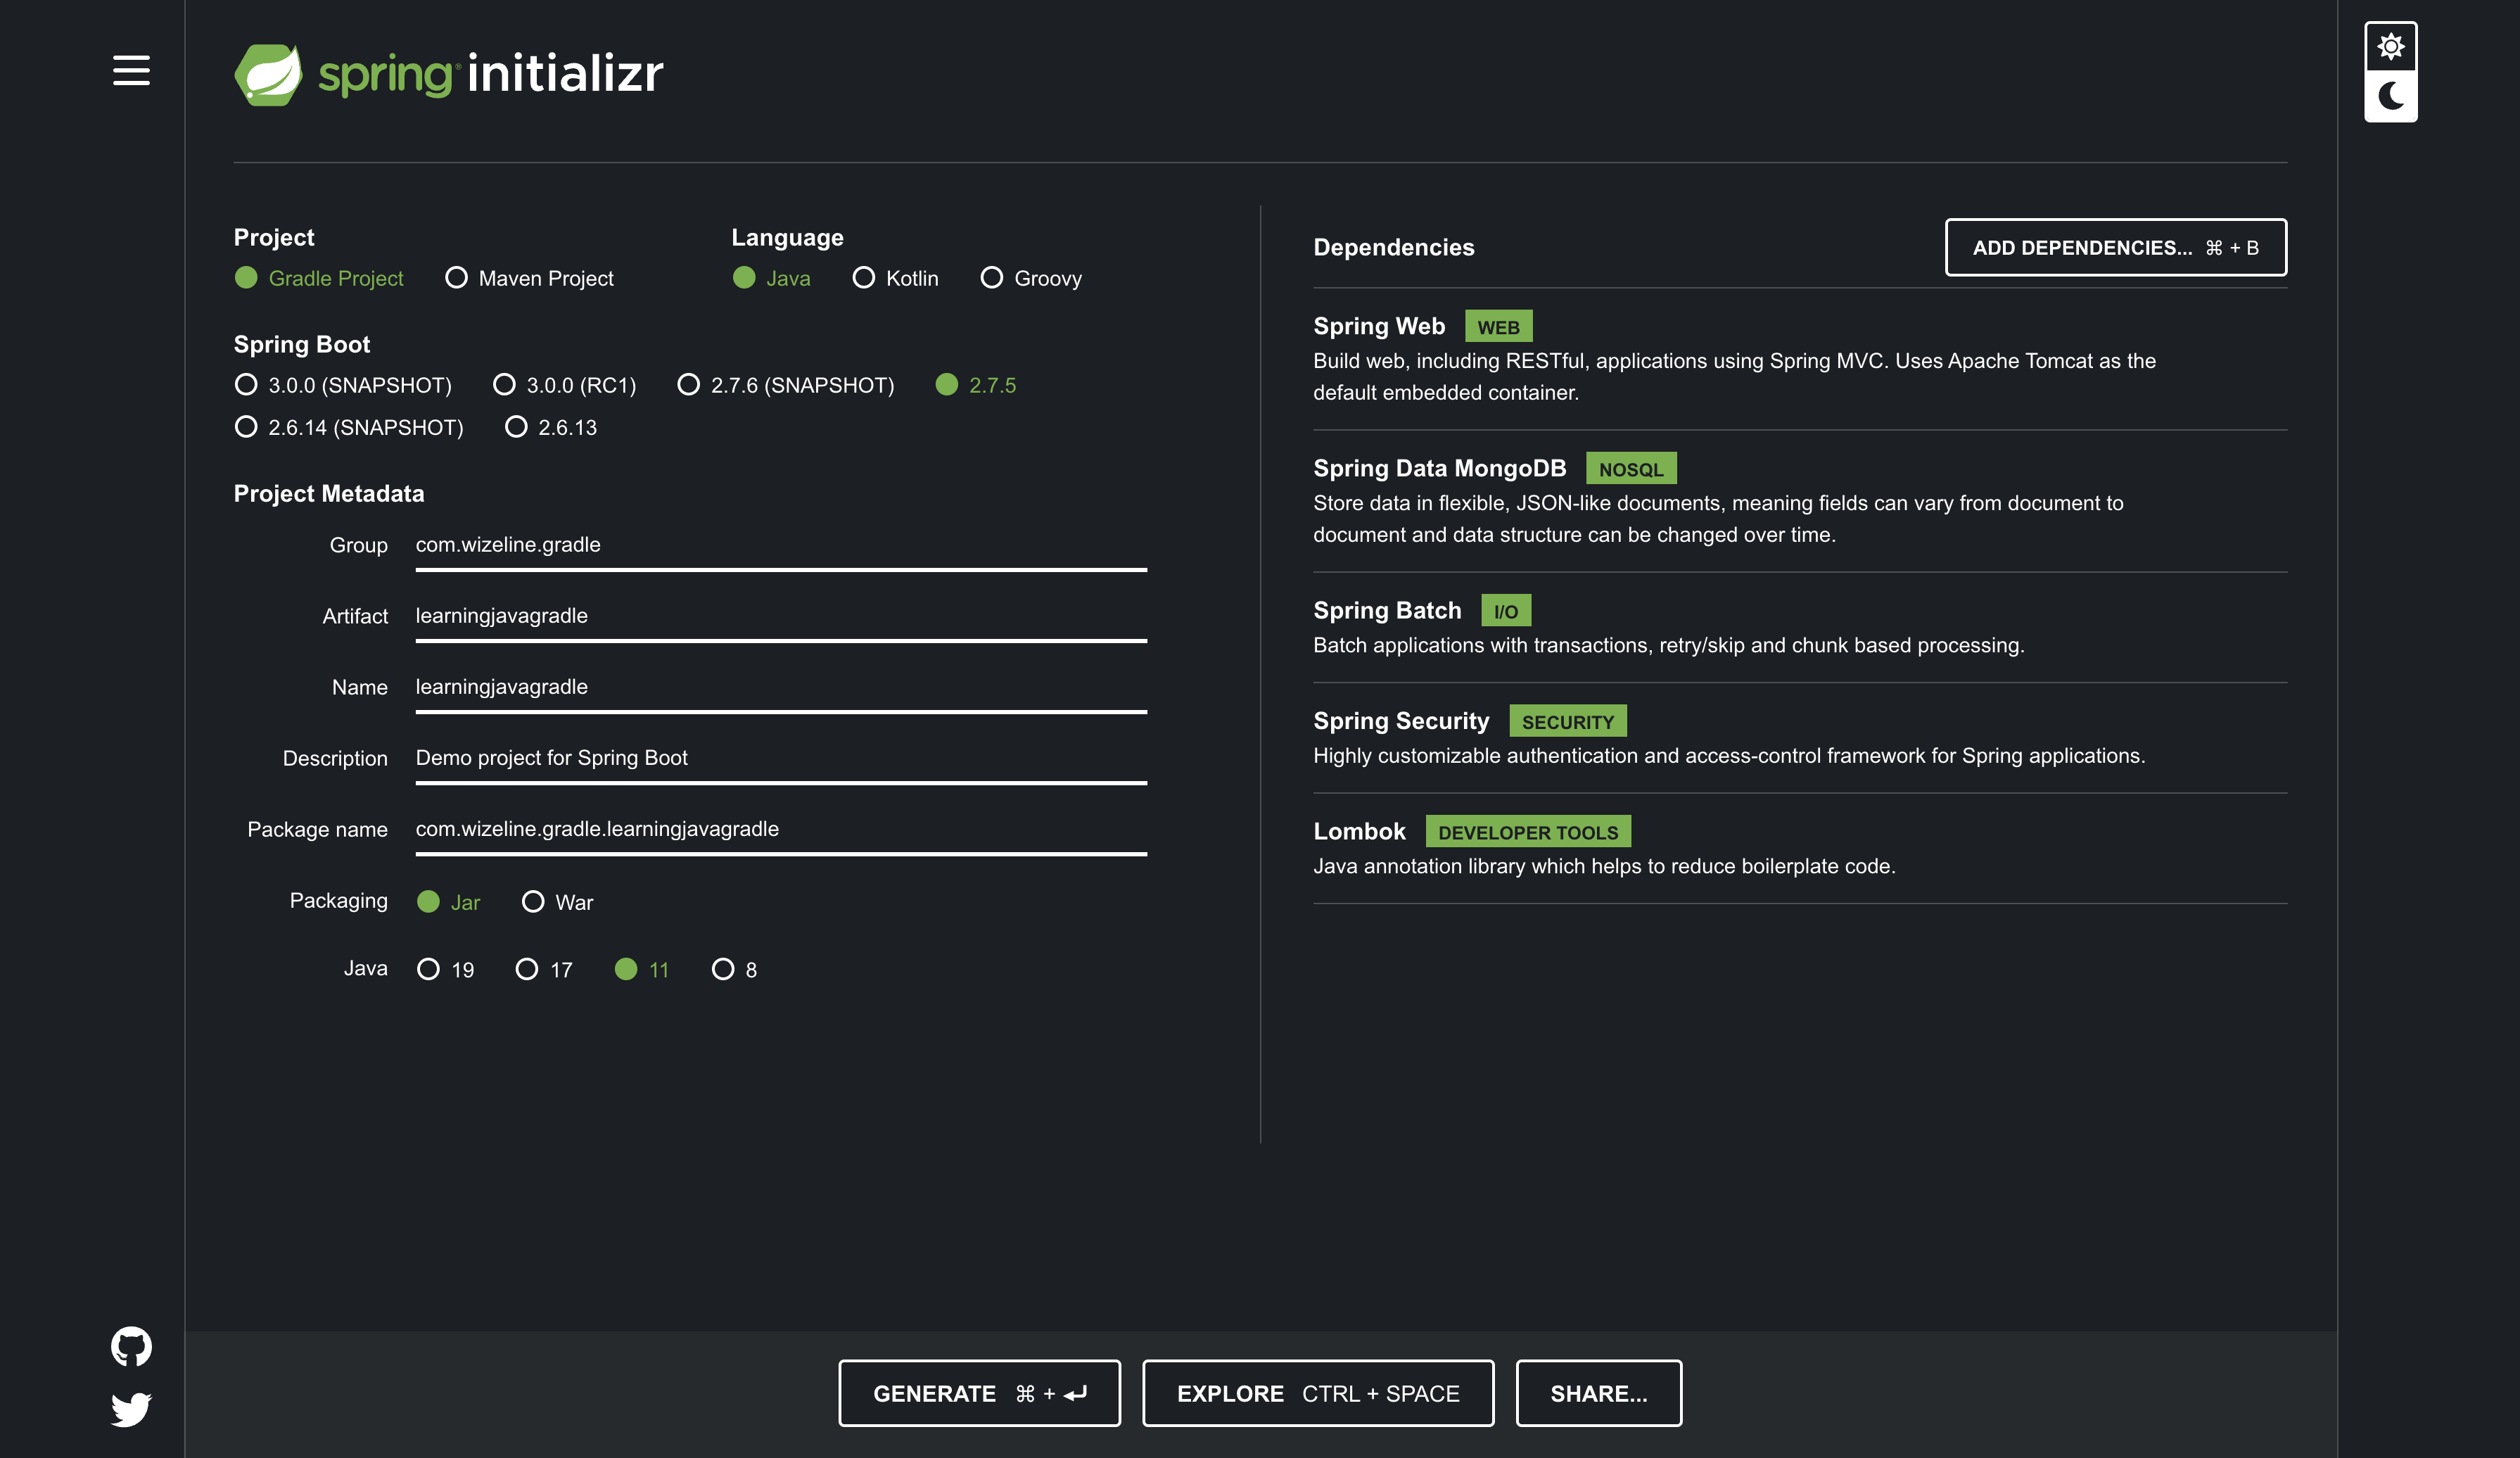 spring initializr
Project
Gradle Project Maven Project
Language
Java Kotlin Groovy
Spring Boot
3.0.0 (SNAPSHOT) 3.0.0 (RC1) 2.7.6 (SNAPSHOT) 2.7.5
2.6.14 (SNAPSHOT) 2.6.13
Project Metadata
Group com.wizeline.gradle
Artifact learningjavagradle
Name learningjavagradle
Description Demo project for Spring Boot
Package name com.wizeline.gradle.learningjavagradle
Packaging Jar War
Java 19 17 11 8
Dependencies
ADD DEPENDENCIES... ⌘ + B
Spring Web WEB
Build web, including RESTful, applications using Spring MVC. Uses Apache Tomcat as the
default embedded container.
Spring Data MongoDB NOSQL
Store data in flexible, JSON-like documents, meaning fields can vary from document to
document and data structure can be changed over time.
Spring Batch I/O
Batch applications with transactions, retry/skip and chunk based processing.
Spring Security SECURITY
Highly customizable authentication and access-control framework for Spring applications.
Lombok DEVELOPER TOOLS
Java annotation library which helps to reduce boilerplate code.
GENERATE ⌘ + ⏎
EXPLORE CTRL + SPACE
SHARE...